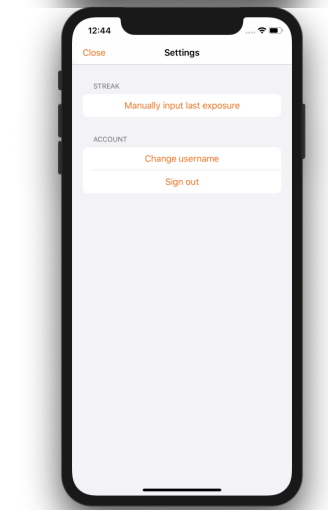 12:44
Close Settings
STREAK
Manually input last exposure
ACCOUNT
Change username
Sign out